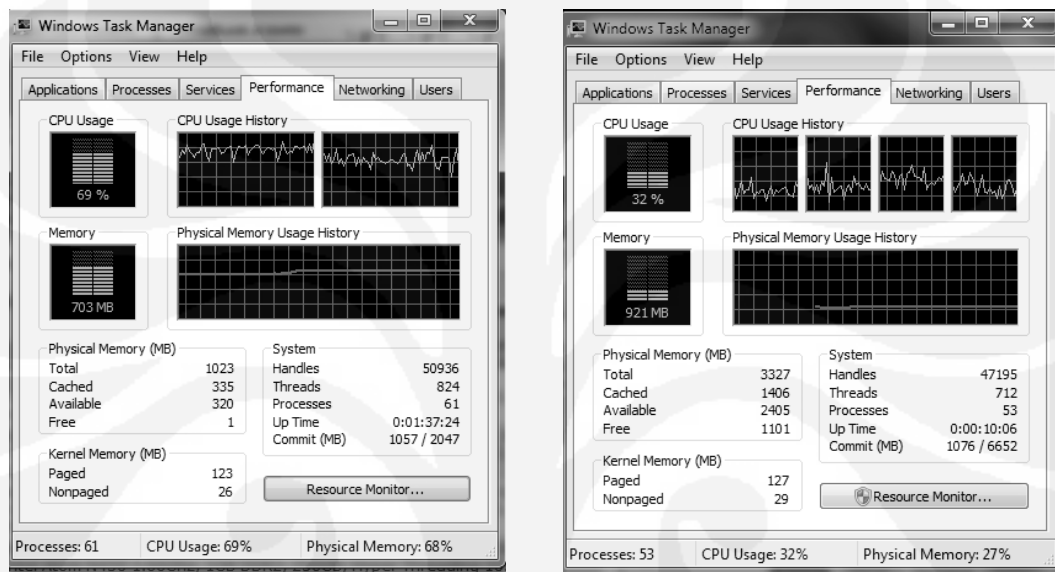 Windows Task Manager
File Options View Help
Applications Processes Services Performance Networking Users
CPU Usage CPU Usage History
69 %
Memory Physical Memory Usage History
703 MB
Physical Memory (MB)
Total 1023
Cached 335
Available 320
Free 1
System
Handles 50936
Threads 824
Processes 61
Up Time 0:01:37:24
Commit (MB) 1057 / 2047
Kernel Memory (MB)
Paged 123
Nonpaged 26
Resource Monitor...
Processes: 61 CPU Usage: 69% Physical Memory: 68%
Windows Task Manager
File Options View Help
Applications Processes Services Performance Networking Users
CPU Usage CPU Usage History
32 %
Memory Physical Memory Usage History
921 MB
Physical Memory (MB)
Total 3327
Cached 1406
Available 2405
Free 1101
System
Handles 47195
Threads 712
Processes 53
Up Time 0:00:10:06
Commit (MB) 1076 / 6652
Kernel Memory (MB)
Paged 127
Nonpaged 29
Resource Monitor...
Processes: 53 CPU Usage: 32% Physical Memory: 27%